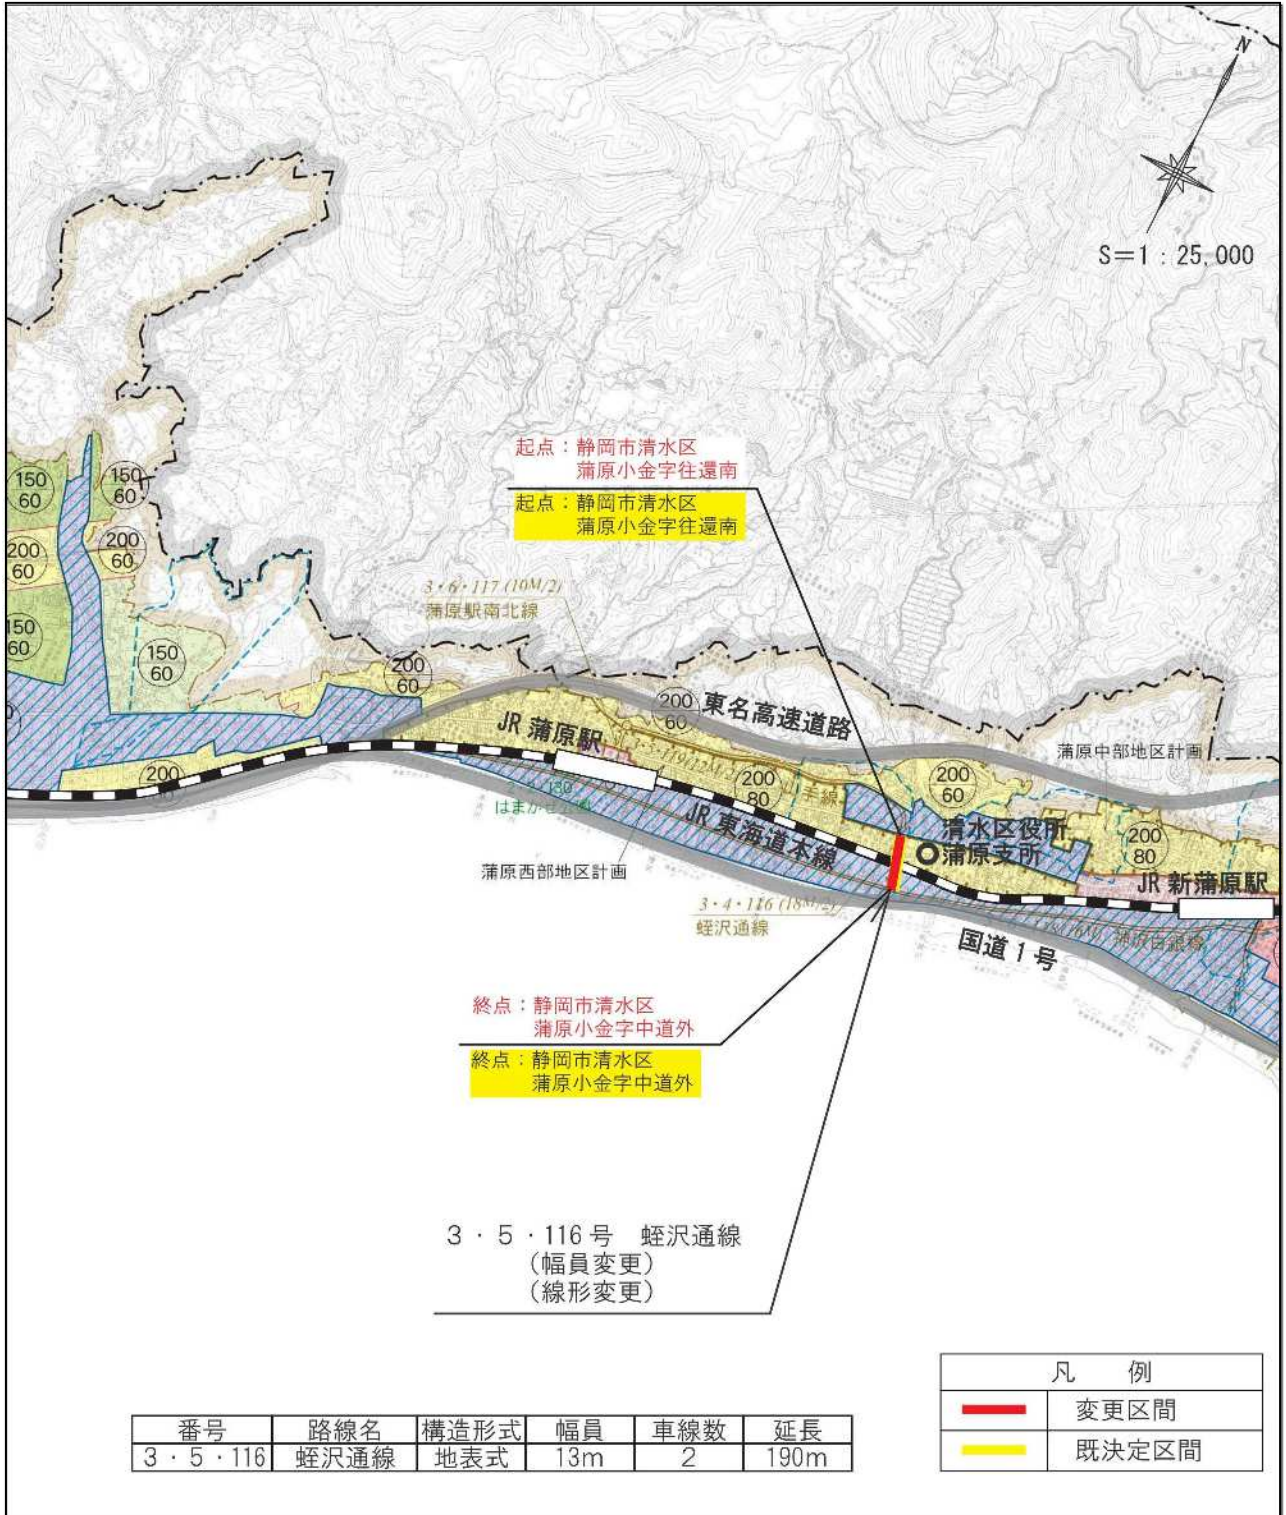 N
S=1:25,000
起点：静岡市清水区
蒲原小金字往還南
起点：静岡市清水区
蒲原小金字往還南
150
60
150
60
200
60
200
60
150
60
150
60
3・6・117 (10M/2)
蒲原駅南北線
200
60
200
60
東名高速道路
JR 蒲原駅
蒲原中部地区計画
200
200
80
200
60
山手線
はまかぜ公園
JR 東海道本線
清水区役所
蒲原支所
200
80
JR 新蒲原駅
蒲原西部地区計画
3・4・116 (18M/2)
蛭沢通線
国道1号
終点：静岡市清水区
蒲原小金字中道外
終点：静岡市清水区
蒲原小金字中道外
3・5・116号 蛭沢通線
（幅員変更）
（線形変更）
凡 例
変更区間
既決定区間
番号 路線名 構造形式 幅員 車線数 延長
3・5・116 蛭沢通線 地表式 13m 2 190m